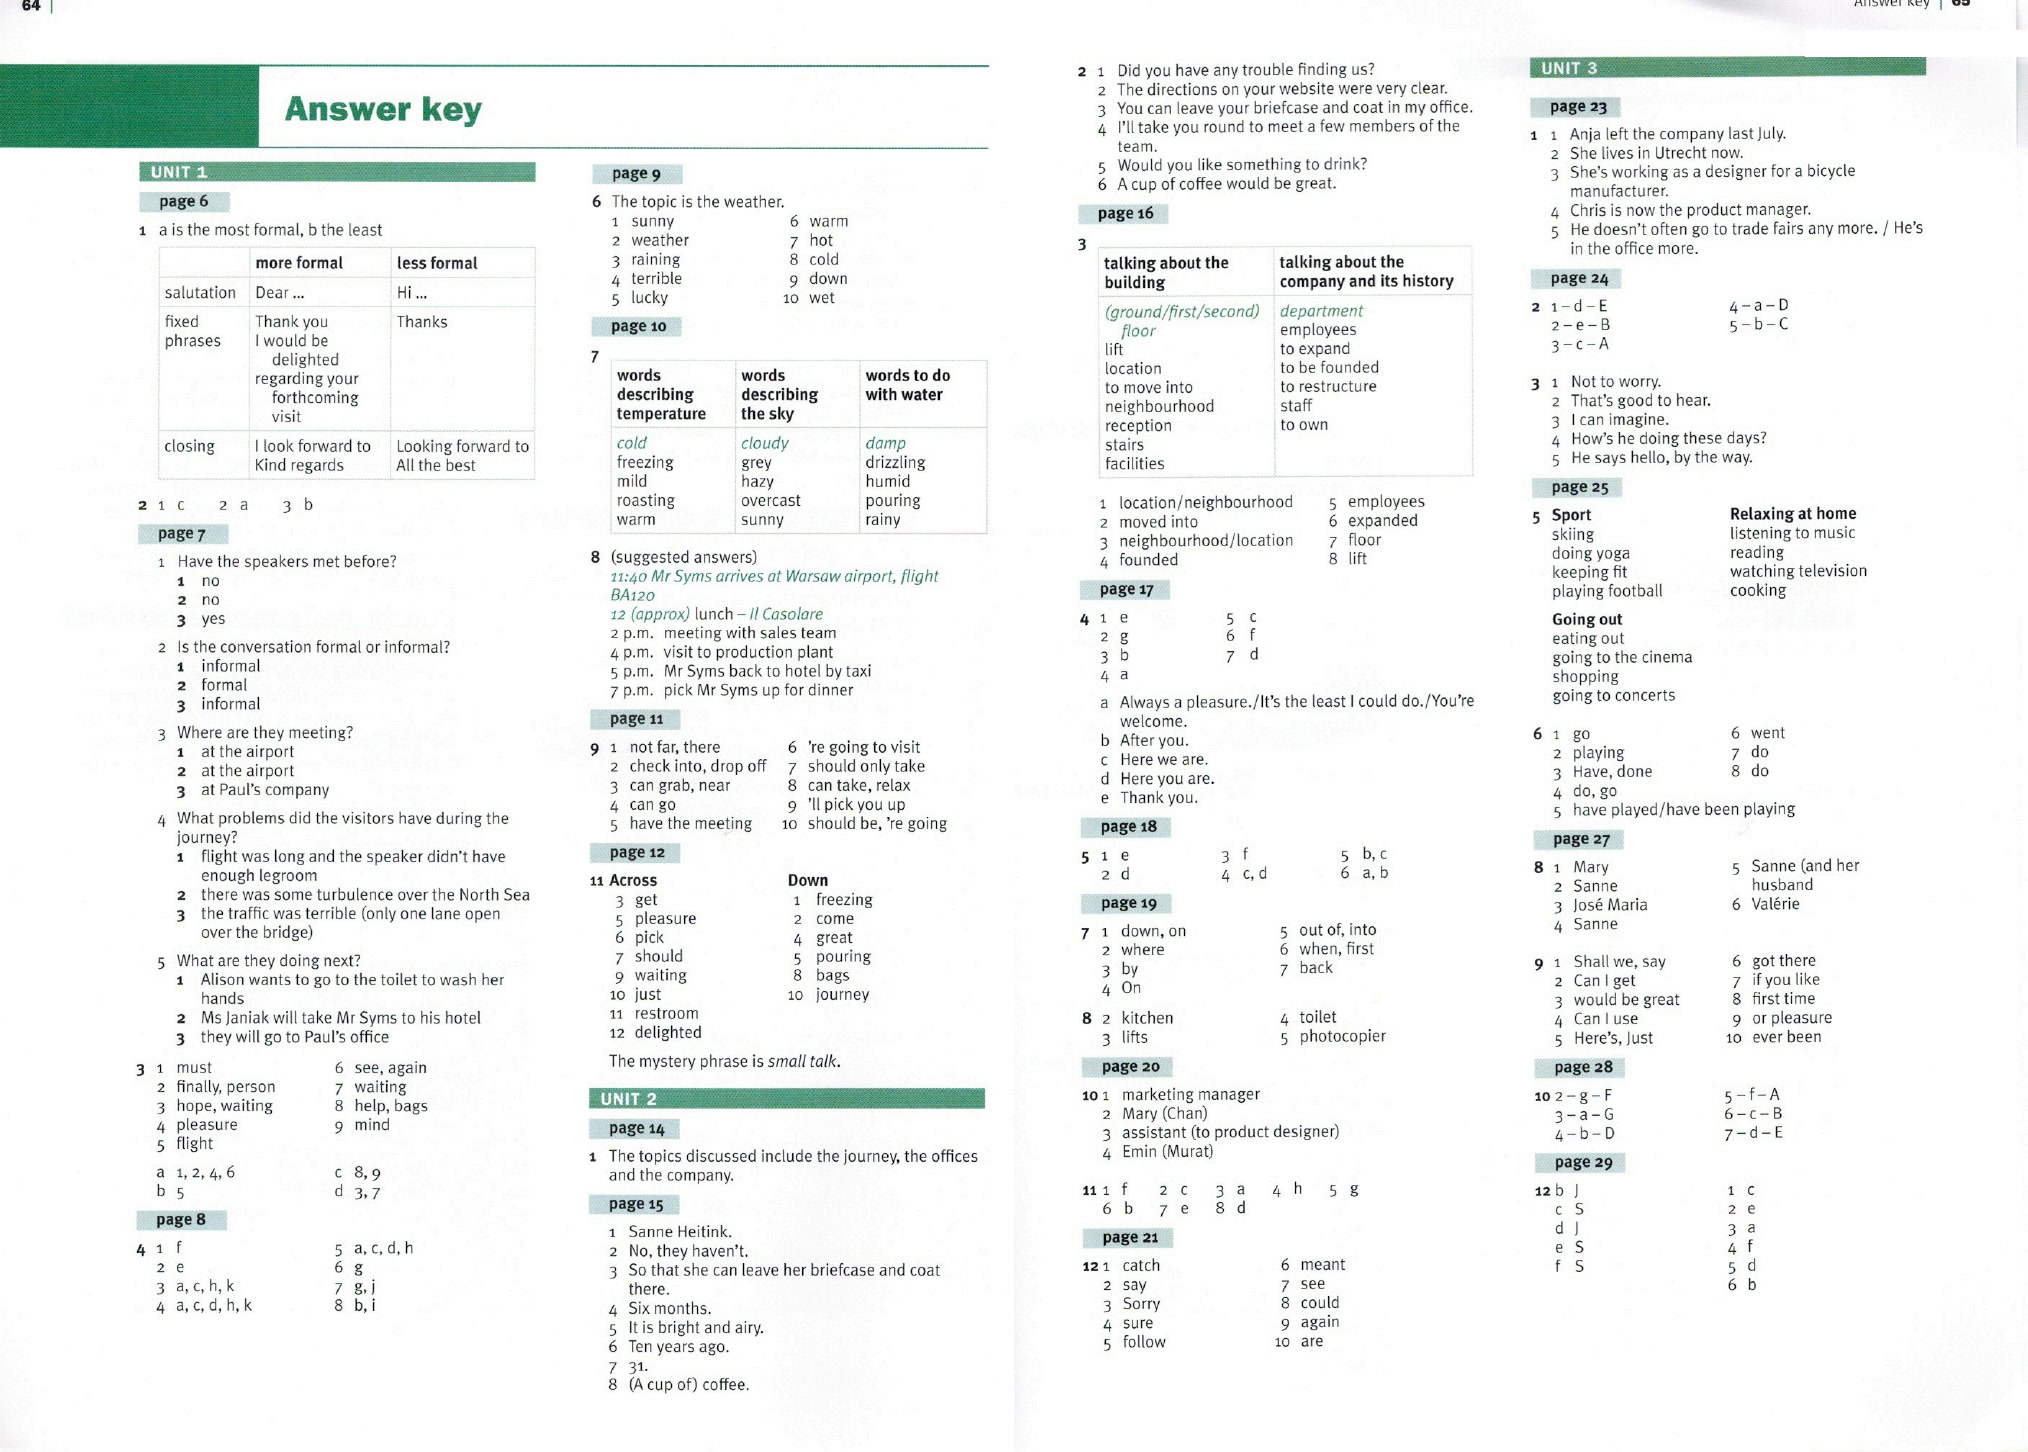 64
Answer key | 65
Answer key
UNIT 1
page 6
1 a is the most formal, b the least
more formal less formal
salutation Dear ... Hi ...
fixed Thank you Thanks
phrases I would be
delighted
regarding your
forthcoming
visit
closing I look forward to Looking forward to
Kind regards All the best
2 1 c 2 a 3 b
page 7
1 Have the speakers met before?
1 no
2 no
3 yes
2 Is the conversation formal or informal?
1 informal
2 formal
3 informal
3 Where are they meeting?
1 at the airport
2 at the airport
3 at Paul's company
4 What problems did the visitors have during the
journey?
1 flight was long and the speaker didn't have
enough legroom
2 there was some turbulence over the North Sea
3 the traffic was terrible (only one lane open
over the bridge)
5 What are they doing next?
1 Alison wants to go to the toilet to wash her
hands
2 Ms Janiak will take Mr Syms to his hotel
3 they will go to Paul's office
3 1 must 6 see, again
2 finally, person 7 waiting
3 hope, waiting 8 help, bags
4 pleasure 9 mind
5 flight
a 1, 2, 4, 6 c 8, 9
b 5 d 3, 7
page 8
4 1 f 5 a, c, d, h
2 e 6 g
3 a, c, h, k 7 g, j
4 a, c, d, h, k 8 b, i
page 9
6 The topic is the weather.
1 sunny 6 warm
2 weather 7 hot
3 raining 8 cold
4 terrible 9 down
5 lucky 10 wet
page 10
7
words words words to do
describing describing with water
temperature the sky
cold cloudy damp
freezing grey drizzling
mild hazy humid
roasting overcast pouring
warm sunny rainy
8 (suggested answers)
11:40 Mr Syms arrives at Warsaw airport, flight
BA120
12 (approx) lunch – Il Casolare
2 p.m. meeting with sales team
4 p.m. visit to production plant
5 p.m. Mr Syms back to hotel by taxi
7 p.m. pick Mr Syms up for dinner
page 11
9 1 not far, there 6 're going to visit
2 check into, drop off 7 should only take
3 can grab, near 8 can take, relax
4 can go 9 'll pick you up
5 have the meeting 10 should be, 're going
page 12
11 Across Down
3 get 1 freezing
5 pleasure 2 come
6 pick 4 great
7 should 5 pouring
9 waiting 8 bags
10 just 10 journey
11 restroom
12 delighted
The mystery phrase is small talk.
UNIT 2
page 14
1 The topics discussed include the journey, the offices
and the company.
page 15
1 Sanne Heitink.
2 No, they haven't.
3 So that she can leave her briefcase and coat
there.
4 Six months.
5 It is bright and airy.
6 Ten years ago.
7 31.
8 (A cup of) coffee.
2 1 Did you have any trouble finding us?
2 The directions on your website were very clear.
3 You can leave your briefcase and coat in my office.
4 I'll take you round to meet a few members of the
team.
5 Would you like something to drink?
6 A cup of coffee would be great.
page 16
3
talking about the talking about the
building company and its history
(ground/first/second) department
floor employees
lift to expand
location to be founded
to move into to restructure
neighbourhood staff
reception to own
stairs
facilities
1 location/neighbourhood 5 employees
2 moved into 6 expanded
3 neighbourhood/location 7 floor
4 founded 8 lift
page 17
4 1 e 5 c
2 g 6 f
3 b 7 d
4 a
a Always a pleasure./It's the least I could do./You're
welcome.
b After you.
c Here we are.
d Here you are.
e Thank you.
page 18
5 1 e 3 f 5 b, c
2 d 4 c, d 6 a, b
page 19
7 1 down, on 5 out of, into
2 where 6 when, first
3 by 7 back
4 On
8 2 kitchen 4 toilet
3 lifts 5 photocopier
page 20
10 1 marketing manager
2 Mary (Chan)
3 assistant (to product designer)
4 Emin (Murat)
11 1 f 2 c 3 a 4 h 5 g
6 b 7 e 8 d
page 21
12 1 catch 6 meant
2 say 7 see
3 Sorry 8 could
4 sure 9 again
5 follow 10 are
UNIT 3
page 23
1 1 Anja left the company last July.
2 She lives in Utrecht now.
3 She's working as a designer for a bicycle
manufacturer.
4 Chris is now the product manager.
5 He doesn't often go to trade fairs any more. / He's
in the office more.
page 24
2 1 – d – E 4 – a – D
2 – e – B 5 – b – C
3 – c – A
3 1 Not to worry.
2 That's good to hear.
3 I can imagine.
4 How's he doing these days?
5 He says hello, by the way.
page 25
5 Sport Relaxing at home
skiing listening to music
doing yoga reading
keeping fit watching television
playing football cooking
Going out
eating out
going to the cinema
shopping
going to concerts
6 1 go 6 went
2 playing 7 do
3 Have, done 8 do
4 do, go
5 have played/have been playing
page 27
8 1 Mary 5 Sanne (and her
2 Sanne husband
3 José Maria 6 Valérie
4 Sanne
9 1 Shall we, say 6 got there
2 Can I get 7 if you like
3 would be great 8 first time
4 Can I use 9 or pleasure
5 Here's, Just 10 ever been
page 28
10 2 – g – F 5 – f – A
3 – a – G 6 – c – B
4 – b – D 7 – d – E
page 29
12 b J 1 c
c S 2 e
d J 3 a
e S 4 f
f S 5 d
6 b